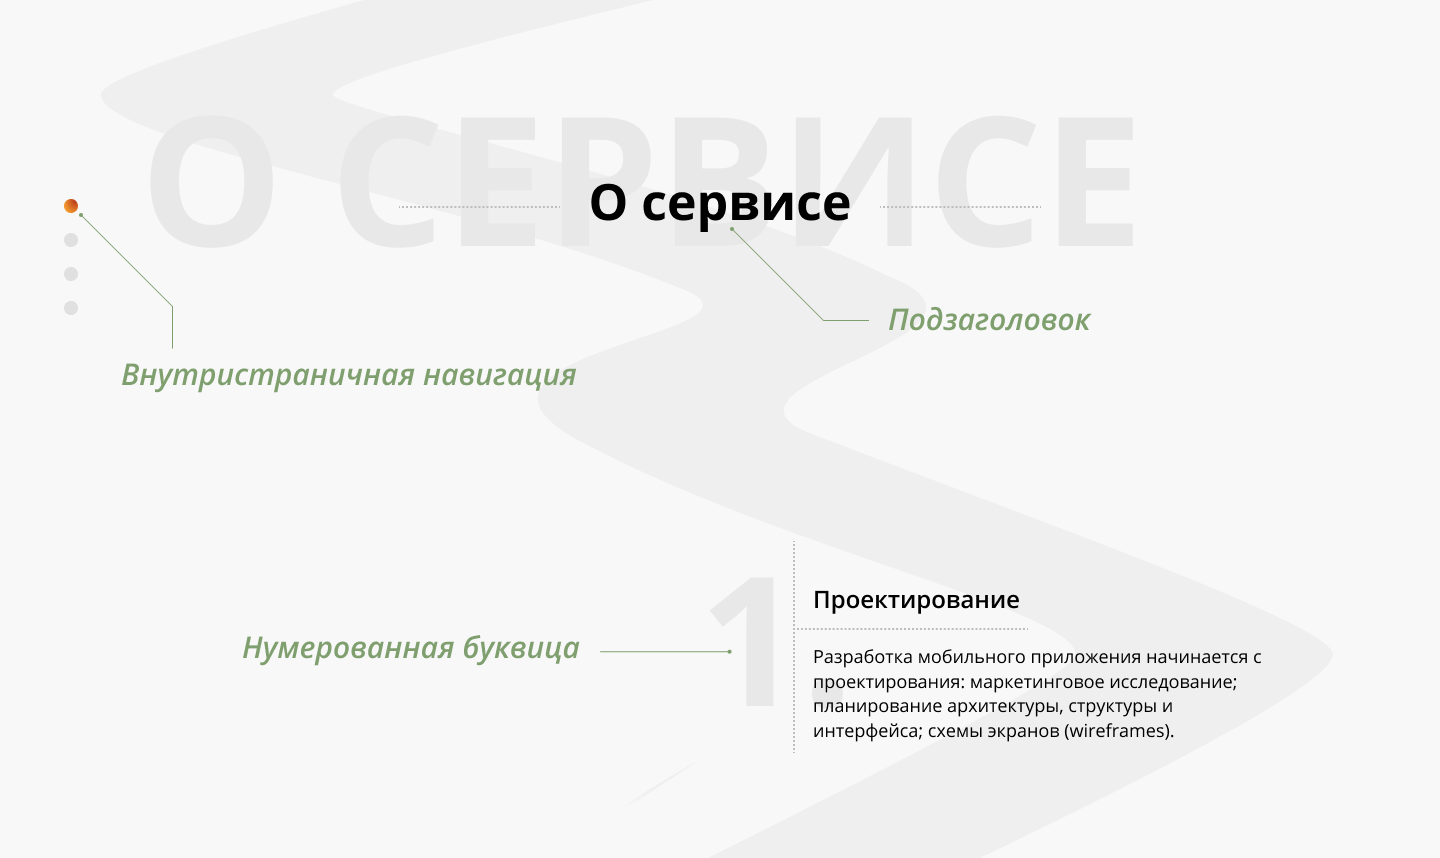 О СЕРВИСЕ
О сервисе
Подзаголовок
Внутристраничная навигация
Нумерованная буквица
1.
Проектирование
Разработка мобильного приложения начинается с
проектирования: маркетинговое исследование;
планирование архитектуры, структуры и
интерфейса; схемы экранов (wireframes).